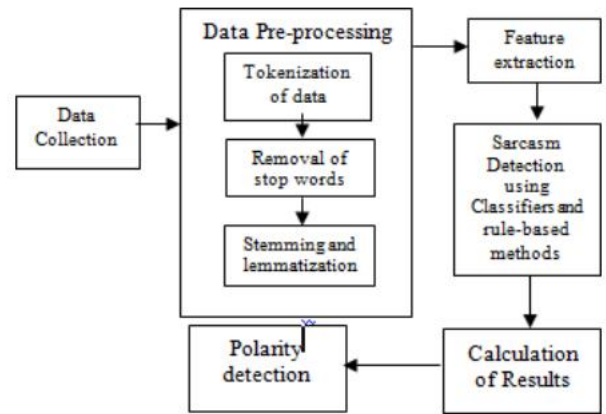 Data
Collection
Data Pre-processing
Tokenization
of data
Removal of
stop words
Stemming and
lemmatization
Feature
extraction
Sarcasm
Detection
using
Classifiers and
rule-based
methods
Calculation
of Results
Polarity
detection